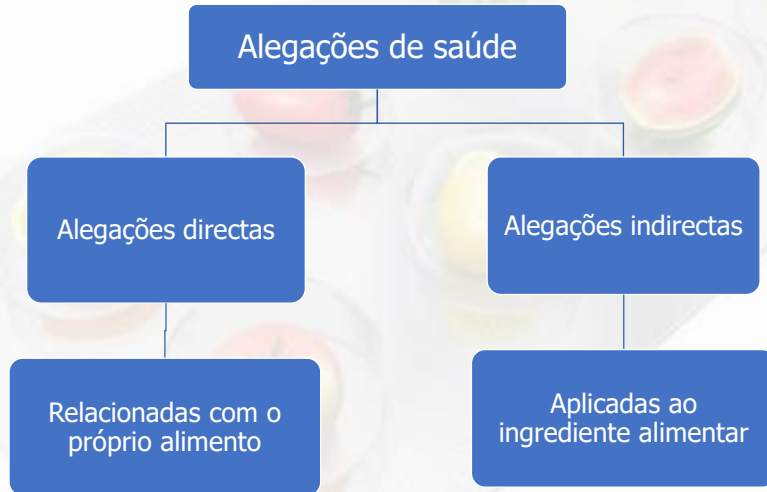 Alegações de saúde
Alegações directas
Alegações indirectas
Relacionadas com o
próprio alimento
Aplicadas ao
ingrediente alimentar